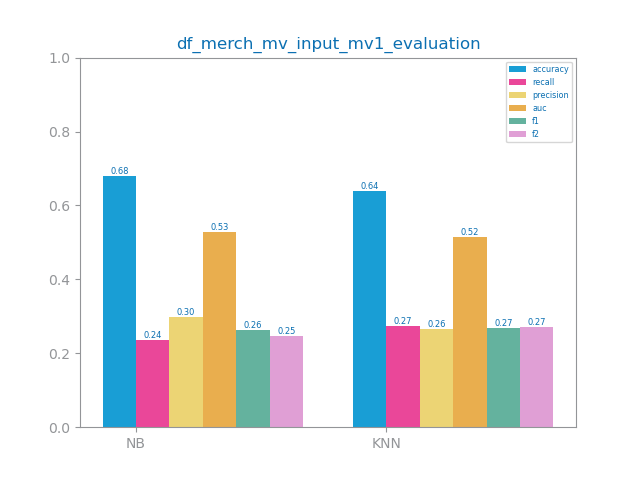 df_merch_mv_input_mv1_evaluation
1.0
0.8
0.6
0.4
0.2
0.0
accuracy
recall
precision
auc
f1
f2
0.68
0.24
0.30
0.53
0.26
0.25
0.64
0.27
0.26
0.52
0.27
0.27
NB
KNN